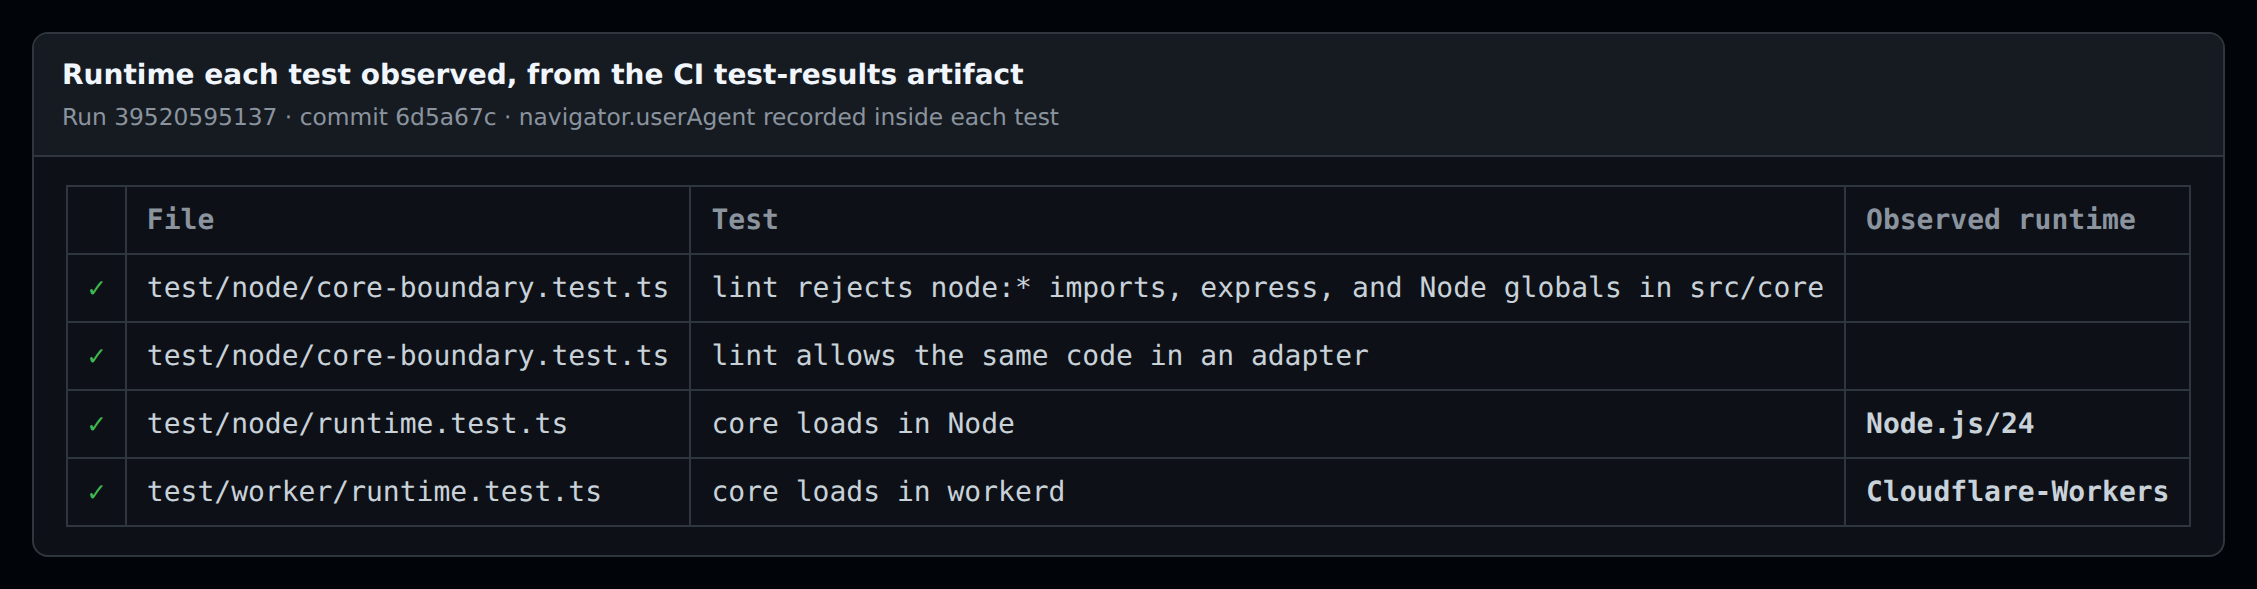 Runtime each test observed, from the CI test-results artifact
Run 39520595137 · commit 6d5a67c · navigator.userAgent recorded inside each test
File Test Observed runtime
✓ test/node/core-boundary.test.ts lint rejects node:* imports, express, and Node globals in src/core
✓ test/node/core-boundary.test.ts lint allows the same code in an adapter
✓ test/node/runtime.test.ts core loads in Node Node.js/24
✓ test/worker/runtime.test.ts core loads in workerd Cloudflare-Workers